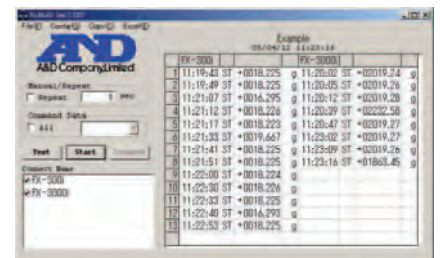 RsMulti Ver.5.00J
File(F) Config(G) Copy(C) Excel(E)
AND
A&D Company,Limited
Manual/Repeat
Repeat 1 sec
Command Data
All
Test Start
Connect Name
FX-300i
FX-3000i
Example
05/04/12 11:23:16
FX-300i FX-3000i
1 11:19:43 ST +0018.225 g 11:20:02 ST +02019.24 g
2 11:19:49 ST +0018.225 g 11:20:05 ST +02019.26 g
3 11:21:07 ST +0016.295 g 11:20:12 ST +02019.28 g
4 11:21:12 ST +0018.226 g 11:20:39 ST +02232.58 g
5 11:21:17 ST +0018.223 g 11:20:47 ST +02019.27 g
6 11:21:33 ST +0019.667 g 11:23:02 ST +02019.27 g
7 11:21:41 ST +0018.225 g 11:23:09 ST +02019.26 g
8 11:21:51 ST +0018.225 g 11:23:16 ST +01863.45 g
9 11:22:00 ST +0018.224 g
10 11:22:30 ST +0018.226 g
11 11:22:33 ST +0018.225 g
12 11:22:40 ST +0016.293 g
13 11:22:53 ST +0018.225 g